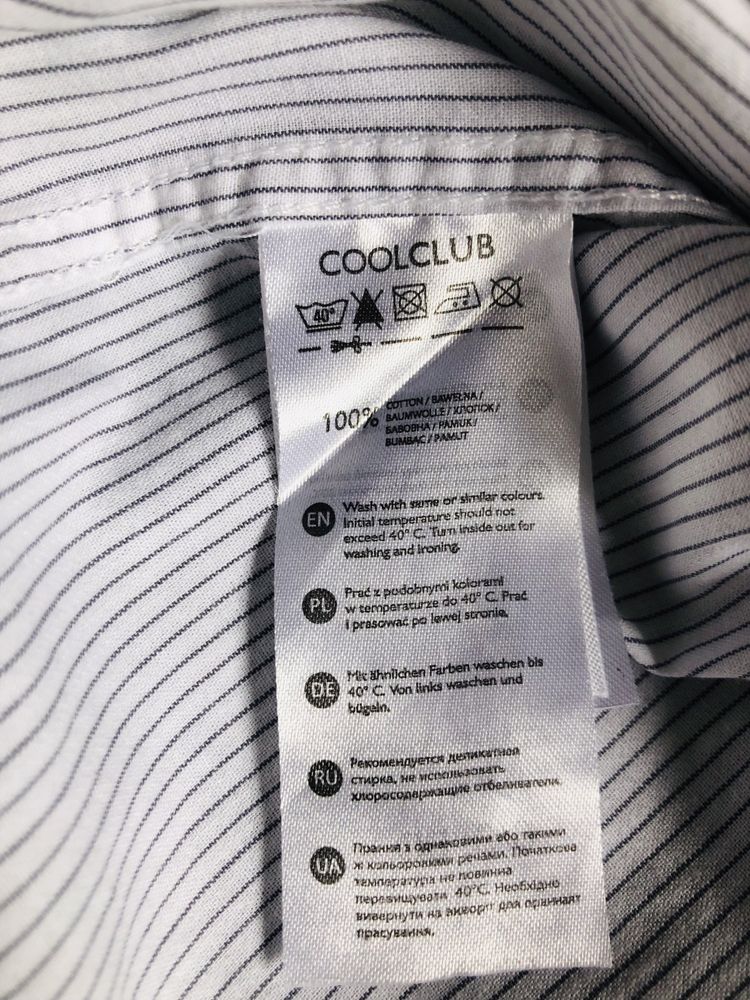 COOLCLUB
40°
100% COTTON / BAWEŁNA /
BAUMWOLLE / ХЛОПОК /
БАВОВНА / PAMUK /
BUMBAC / PAMUT
EN Wash with same or similar colours.
Initial temperature should not
exceed 40° C. Turn inside out for
washing and ironing.
PL Prać z podobnymi kolorami
w temperaturze do 40° C. Prać
i prasować po lewej stronie.
DE Mit ähnlichen Farben waschen bis
40° C. Von links waschen und
bügeln.
RU Рекомендуется деликатная
стирка, не использовать
хлоросодержащие отбеливатели.
UA Прання з однаковими або такими
ж кольоровими речами. Початкова
температура не повинна
перевищувати 40°C. Необхідно
вивернути на виворіт для прання та
прасування.